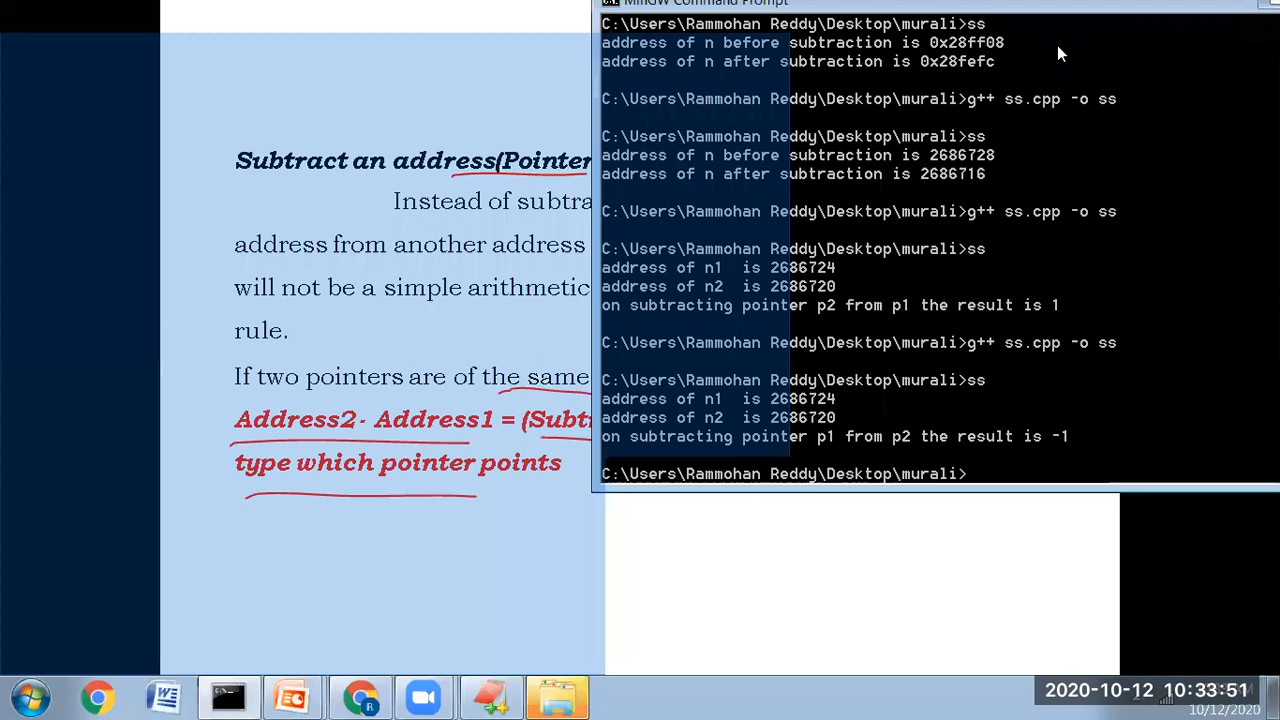 MinGW Command Prompt
C:\Users\Rammohan Reddy\Desktop\murali>ss
address of n before subtraction is 0x28ff08
address of n after subtraction is 0x28fefc
C:\Users\Rammohan Reddy\Desktop\murali>g++ ss.cpp -o ss
C:\Users\Rammohan Reddy\Desktop\murali>ss
address of n before subtraction is 2686728
address of n after subtraction is 2686716
C:\Users\Rammohan Reddy\Desktop\murali>g++ ss.cpp -o ss
C:\Users\Rammohan Reddy\Desktop\murali>ss
address of n1  is 2686724
address of n2  is 2686720
on subtracting pointer p2 from p1 the result is 1
C:\Users\Rammohan Reddy\Desktop\murali>g++ ss.cpp -o ss
C:\Users\Rammohan Reddy\Desktop\murali>ss
address of n1  is 2686724
address of n2  is 2686720
on subtracting pointer p1 from p2 the result is -1
C:\Users\Rammohan Reddy\Desktop\murali>
Subtract an address(Pointer
Instead of subtra
address from another address
will not be a simple arithmetic
rule.
If two pointers are of the same
Address2- Address1 = (Subt
type which pointer points
2020-10-12 10:33:51
10/12/2020